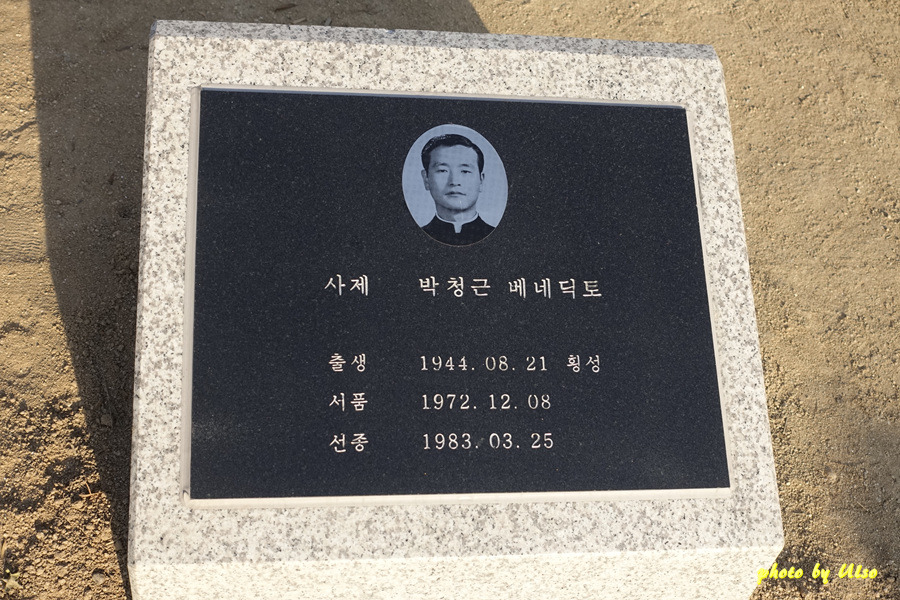 사제 박청근 베네딕토
출생 1944. 08. 21 횡성
서품 1972. 12. 08
선종 1983. 03. 25
photo by Ulso